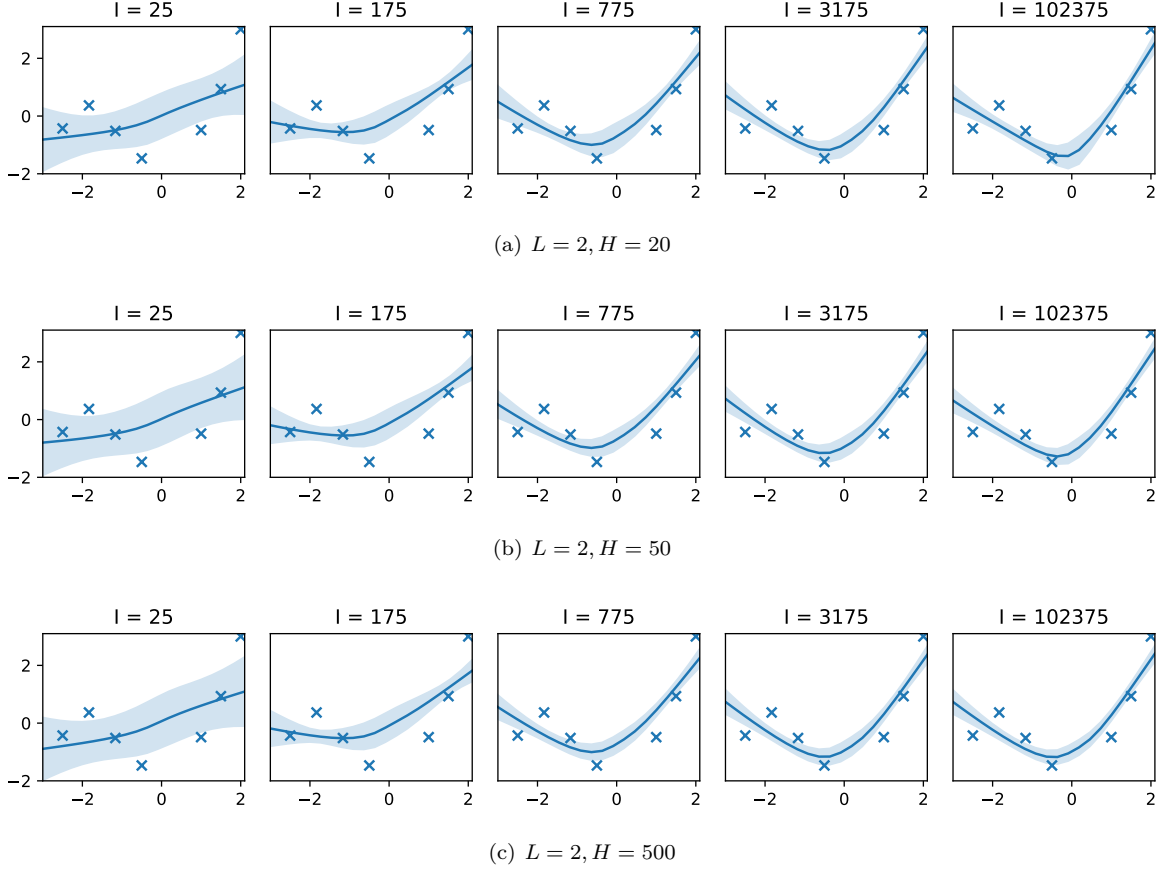 I = 25 I = 175 I = 775 I = 3175 I = 102375
2
0
−2
−2 0 2 −2 0 2 −2 0 2 −2 0 2 −2 0 2
(a) L = 2, H = 20
I = 25 I = 175 I = 775 I = 3175 I = 102375
2
0
−2
−2 0 2 −2 0 2 −2 0 2 −2 0 2 −2 0 2
(b) L = 2, H = 50
I = 25 I = 175 I = 775 I = 3175 I = 102375
2
0
−2
−2 0 2 −2 0 2 −2 0 2 −2 0 2 −2 0 2
(c) L = 2, H = 500